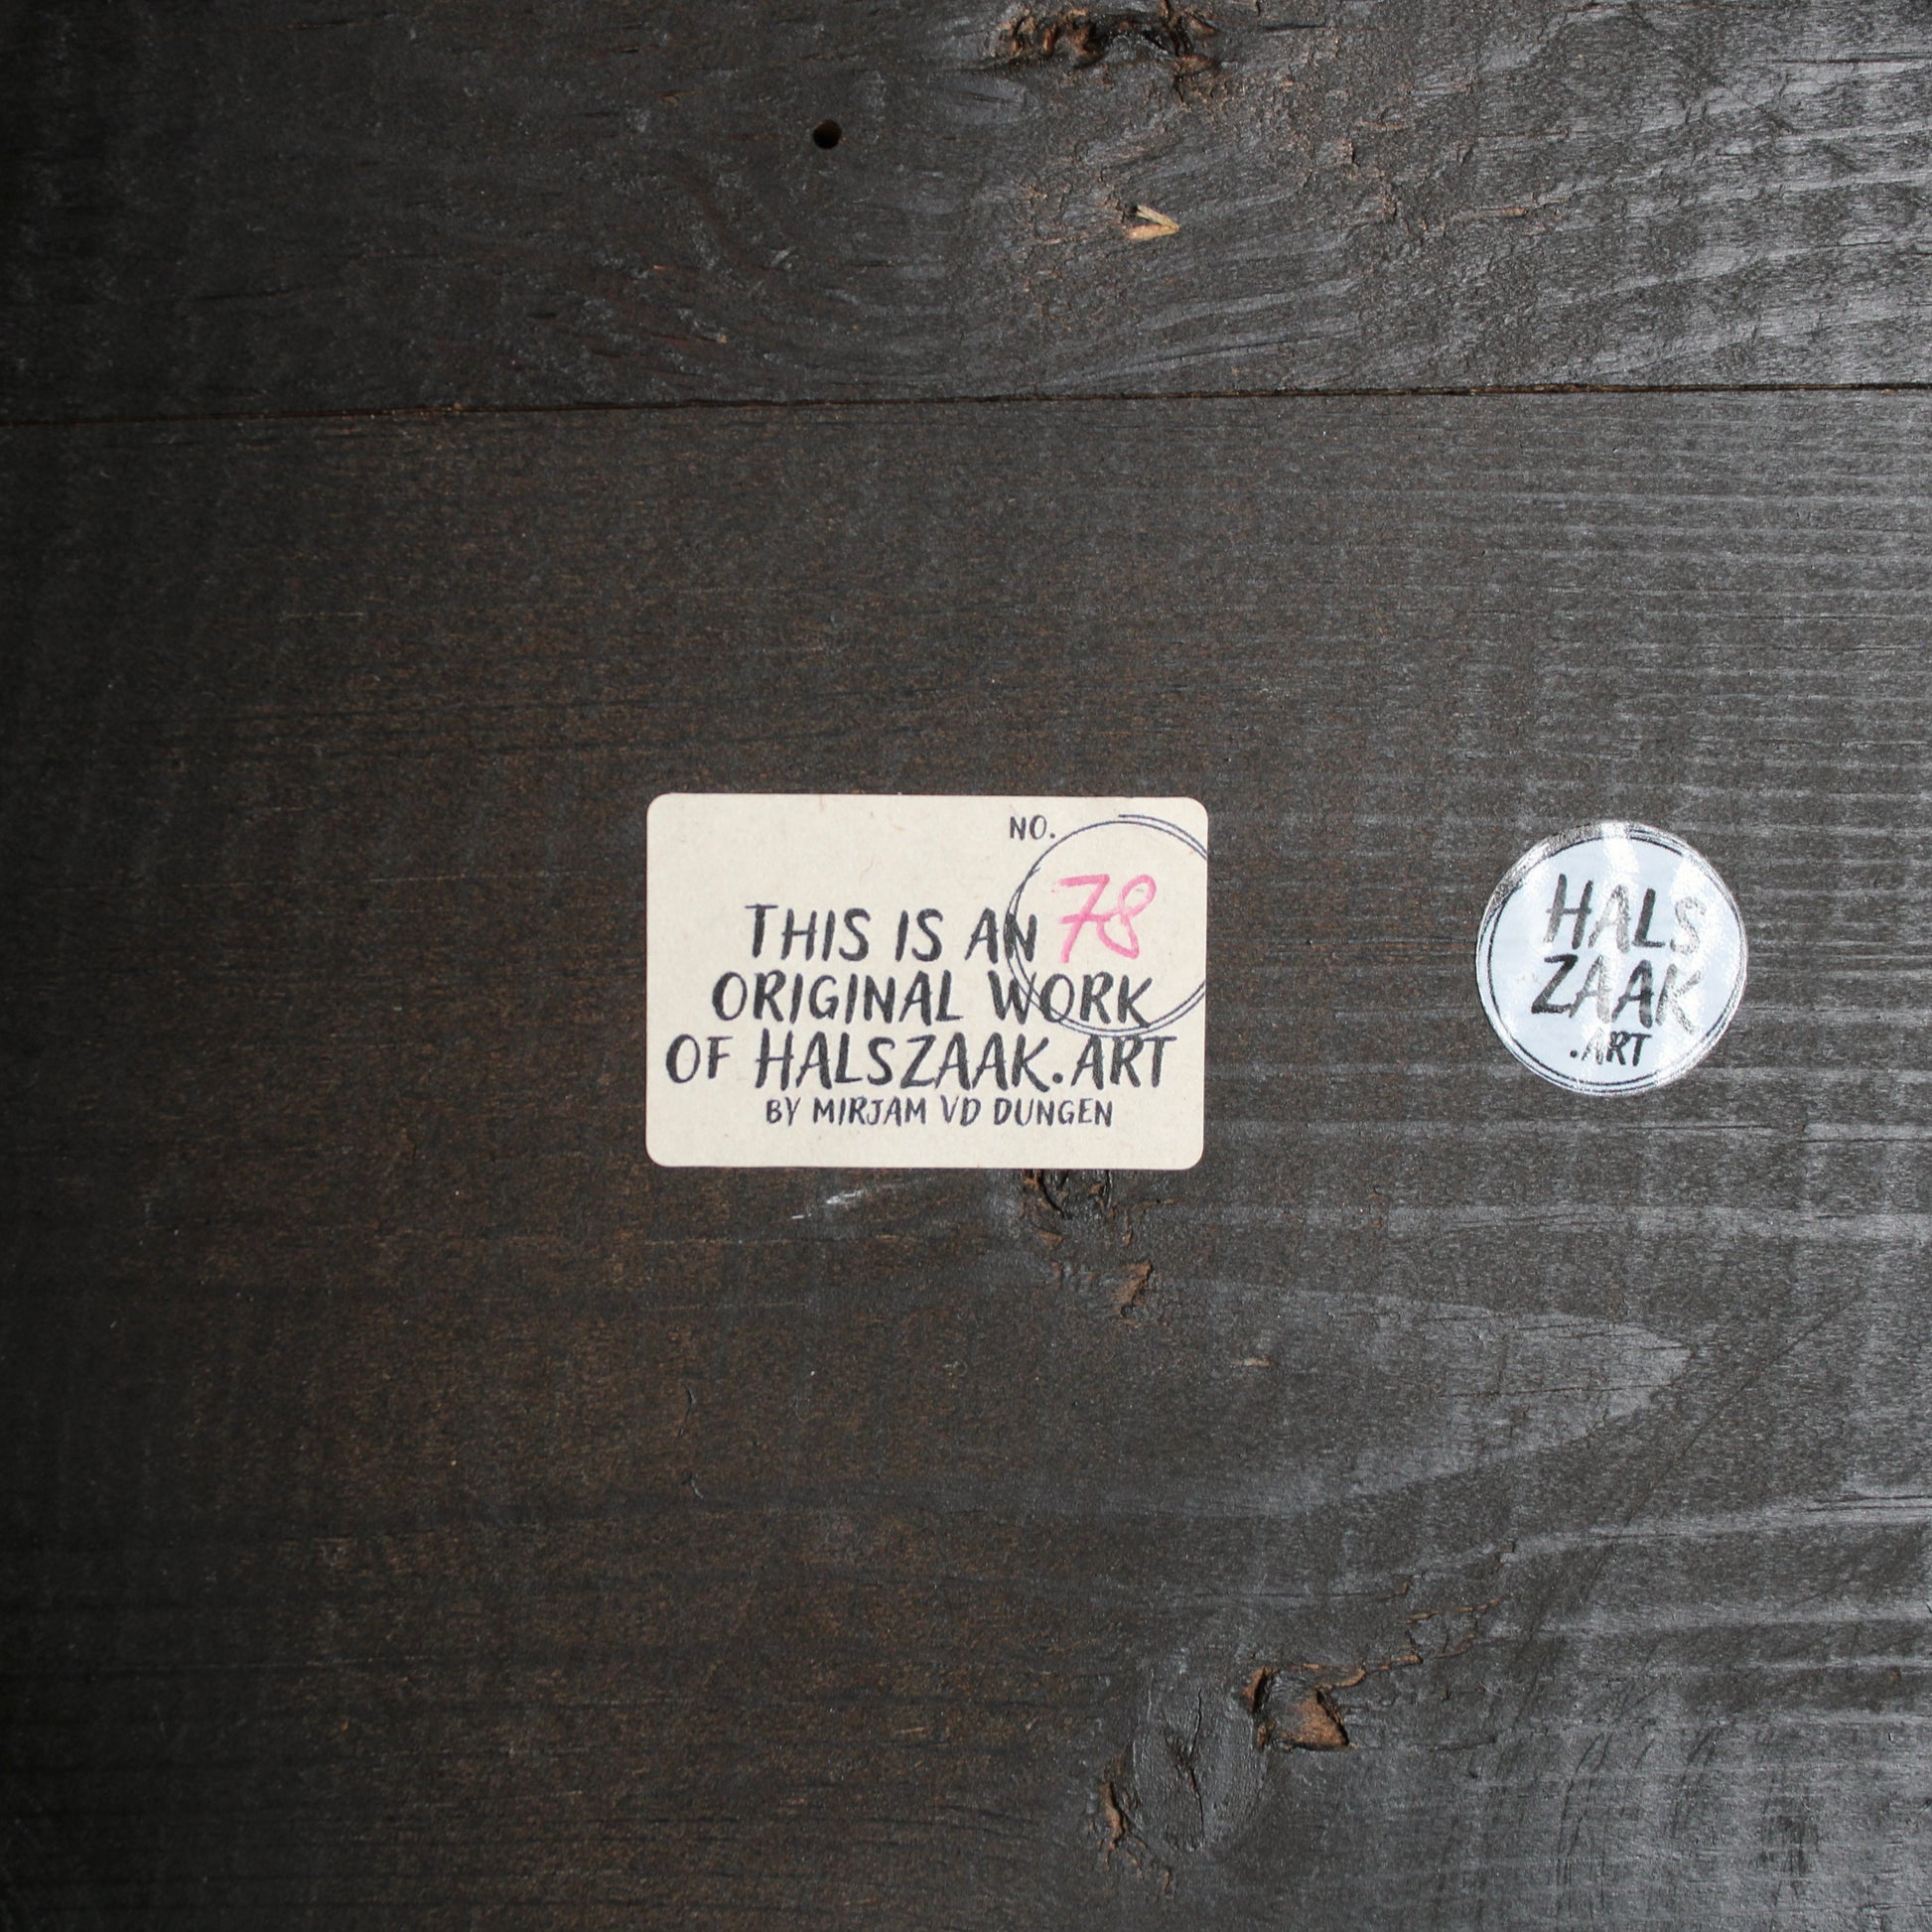 NO.
78
THIS IS AN
ORIGINAL WORK
OF HALSZAAK.ART
BY MIRJAM VD DUNGEN
HALS
ZAAK
.ART